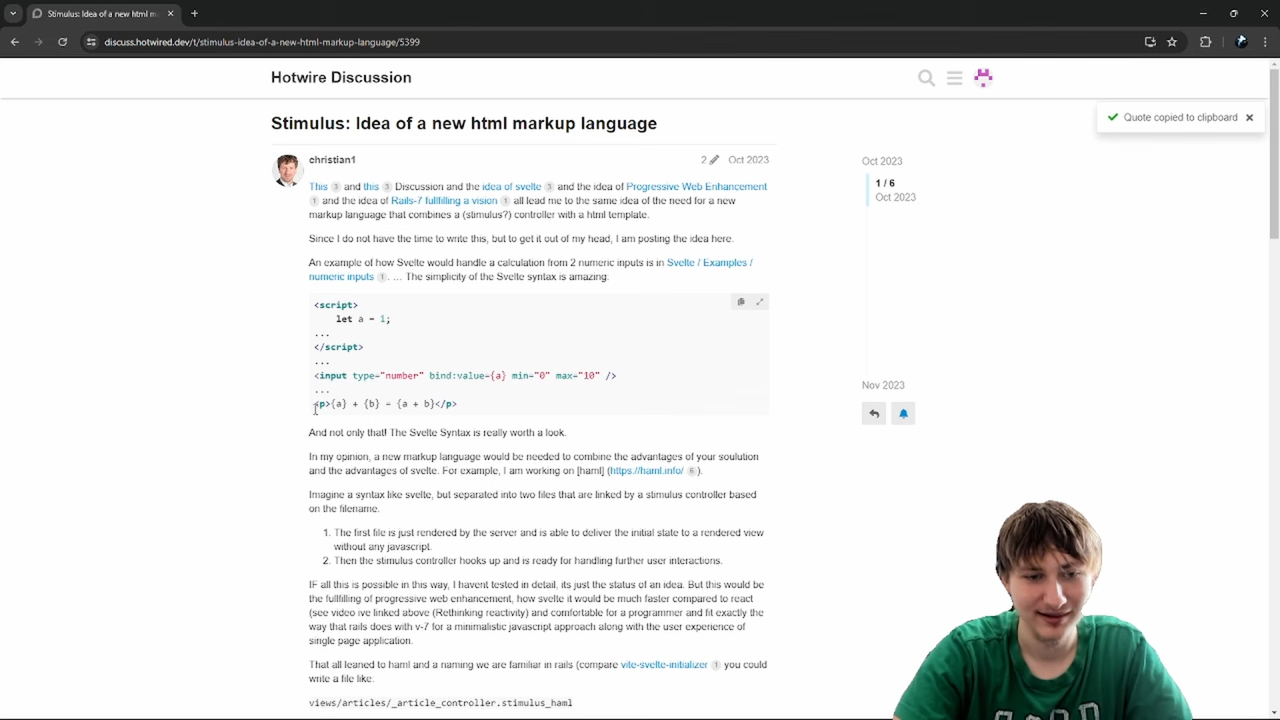 Stimulus: Idea of a new html m
discuss.hotwired.dev/t/stimulus-idea-of-a-new-html-markup-language/5399
Hotwire Discussion
Quote copied to clipboard
Stimulus: Idea of a new html markup language
christian1
2
Oct 2023
This 3 and this 3 Discussion and the idea of svelte 3 and the idea of Progressive Web Enhancement
1 and the idea of Rails-7 fullfilling a vision 1 all lead me to the same idea of the need for a new
markup language that combines a (stimulus?) controller with a html template.
Since I do not have the time to write this, but to get it out of my head, I am posting the idea here.
An example of how Svelte would handle a calculation from 2 numeric inputs is in Svelte / Examples /
numeric inputs 1. … The simplicity of the Svelte syntax is amazing:
<script>
let a = 1;
...
</script>
...
<input type="number" bind:value={a} min="0" max="10" />
...
<p>{a} + {b} = {a + b}</p>
And not only that! The Svelte Syntax is really worth a look.
In my opinion, a new markup language would be needed to combine the advantages of your soulution
and the advantages of svelte. For example, I am working on [haml] (https://haml.info/ 6).
Imagine a syntax like svelte, but separated into two files that are linked by a stimulus controller based
on the filename.
1. The first file is just rendered by the server and is able to deliver the initial state to a rendered view
without any javascript.
2. Then the stimulus controller hooks up and is ready for handling further user interactions.
IF all this is possible in this way, I havent tested in detail, its just the status of an idea. But this would be
the fullfilling of progressive web enhancement, how svelte it would be much faster compared to react
(see video ive linked above (Rethinking reactivity) and comfortable for a programmer and fit exactly the
way that rails does with v-7 for a minimalistic javascript approach along with the user experience of
single page application.
That all leaned to haml and a naming we are familiar in rails (compare vite-svelte-initializer 1 you could
write a file like:
views/articles/_article_controller.stimulus_haml
Oct 2023
1 / 6
Oct 2023
Nov 2023